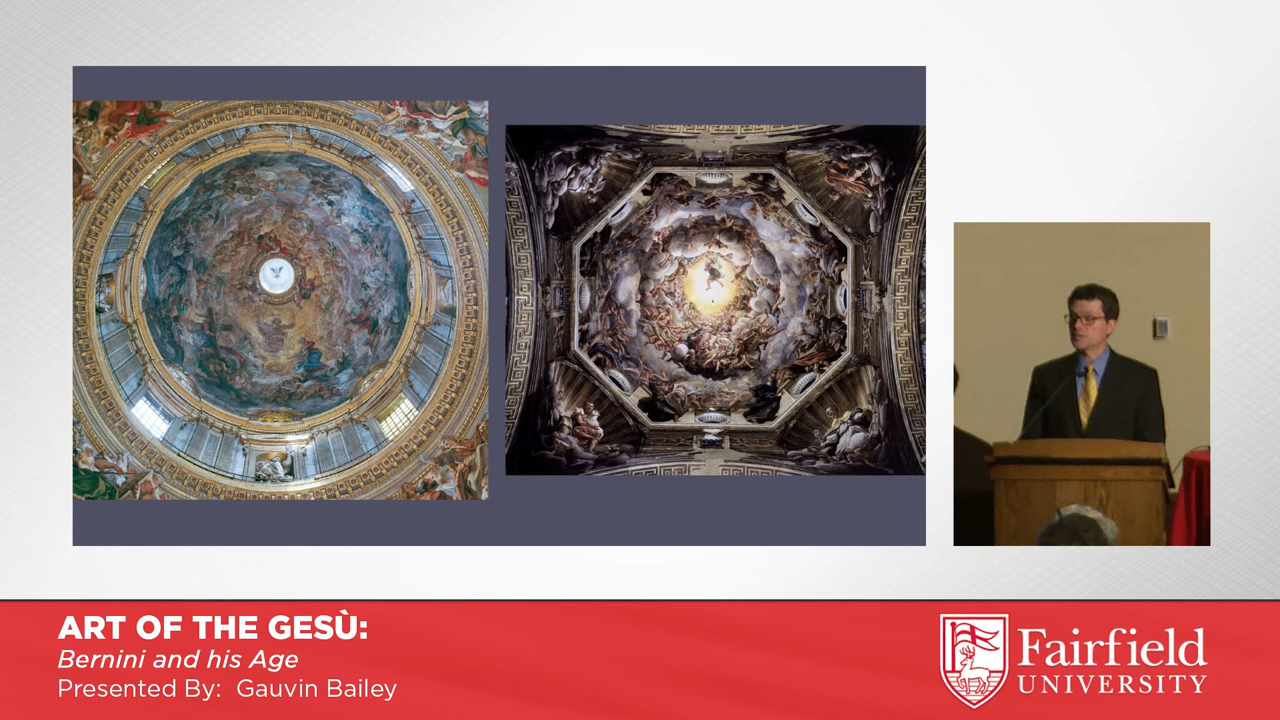 ART OF THE GESÙ:
Bernini and his Age
Presented By: Gauvin Bailey
Fairfield
UNIVERSITY